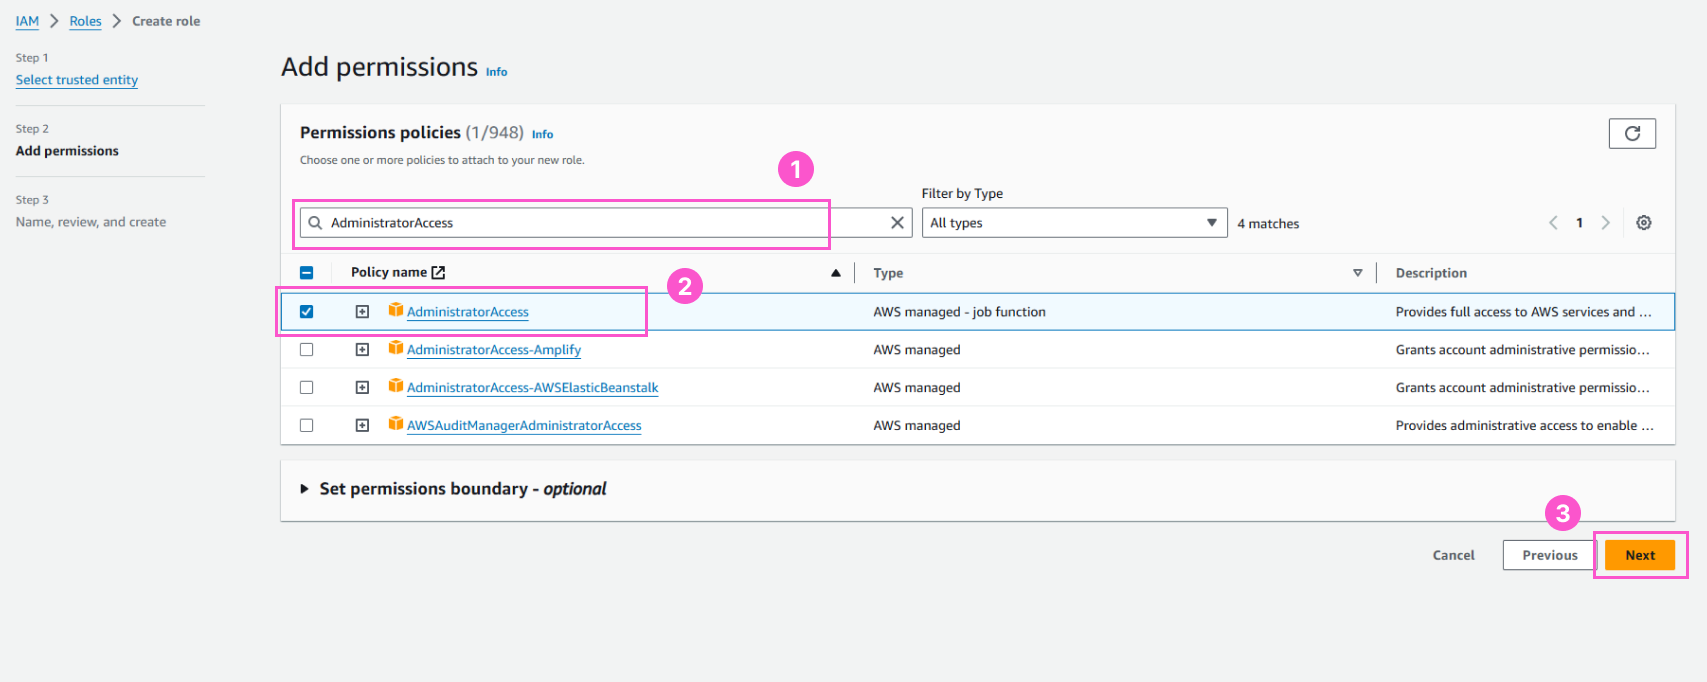 IAM > Roles > Create role
Step 1
Select trusted entity
Step 2
Add permissions
Step 3
Name, review, and create
Add permissions Info
Permissions policies (1/948) Info
Choose one or more policies to attach to your new role.
1
Filter by Type
AdministratorAccess
All types
4 matches
1
Policy name
Type
Description
2
AdministratorAccess
AWS managed - job function
Provides full access to AWS services and ...
AdministratorAccess-Amplify
AWS managed
Grants account administrative permissio...
AdministratorAccess-AWSElasticBeanstalk
AWS managed
Grants account administrative permissio...
AWSAuditManagerAdministratorAccess
AWS managed
Provides administrative access to enable ...
Set permissions boundary - optional
3
Cancel
Previous
Next